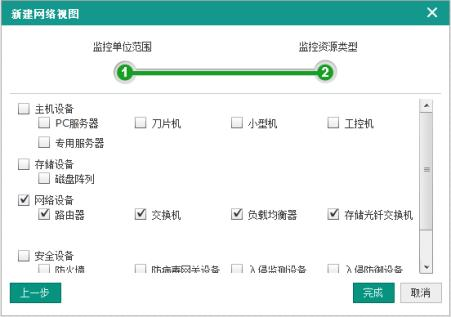 新建网络视图
监控单位范围 监控资源类型
1 2
主机设备
PC服务器 刀片机 小型机 工控机
专用服务器
存储设备
磁盘阵列
网络设备
路由器 交换机 负载均衡器 存储光钎交换机
安全设备
防火墙 防病毒网关设备 入侵监测设备 入侵防御设备
上一步 完成 取消